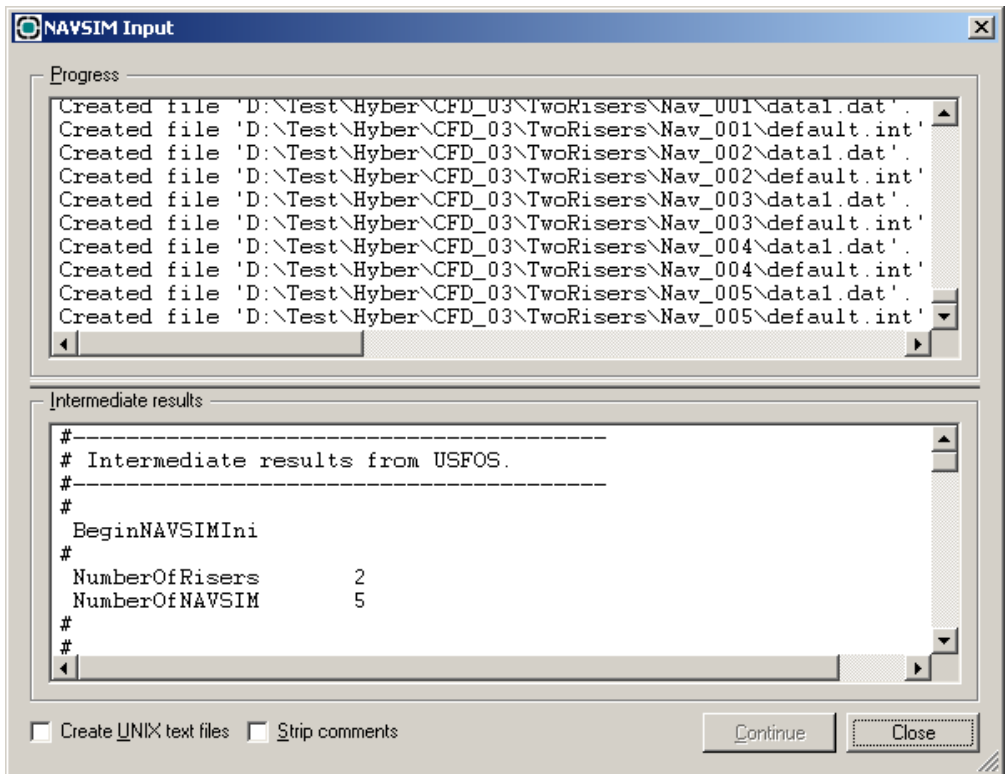 NAVSIM Input
Progress
Created file 'D:\Test\Hyber\CFD_03\TwoRisers\Nav_001\data1.dat'.
Created file 'D:\Test\Hyber\CFD_03\TwoRisers\Nav_001\default.int'
Created file 'D:\Test\Hyber\CFD_03\TwoRisers\Nav_002\data1.dat'.
Created file 'D:\Test\Hyber\CFD_03\TwoRisers\Nav_002\default.int'
Created file 'D:\Test\Hyber\CFD_03\TwoRisers\Nav_003\data1.dat'.
Created file 'D:\Test\Hyber\CFD_03\TwoRisers\Nav_003\default.int'
Created file 'D:\Test\Hyber\CFD_03\TwoRisers\Nav_004\data1.dat'.
Created file 'D:\Test\Hyber\CFD_03\TwoRisers\Nav_004\default.int'
Created file 'D:\Test\Hyber\CFD_03\TwoRisers\Nav_005\data1.dat'.
Created file 'D:\Test\Hyber\CFD_03\TwoRisers\Nav_005\default.int'
Intermediate results
#----------------------------------------
# Intermediate results from USFOS.
#----------------------------------------
#
BeginNAVSIMIni
#
NumberOfRisers 2
NumberOfNAVSIM 5
#
#
Create UNIX text files Strip comments Continue Close